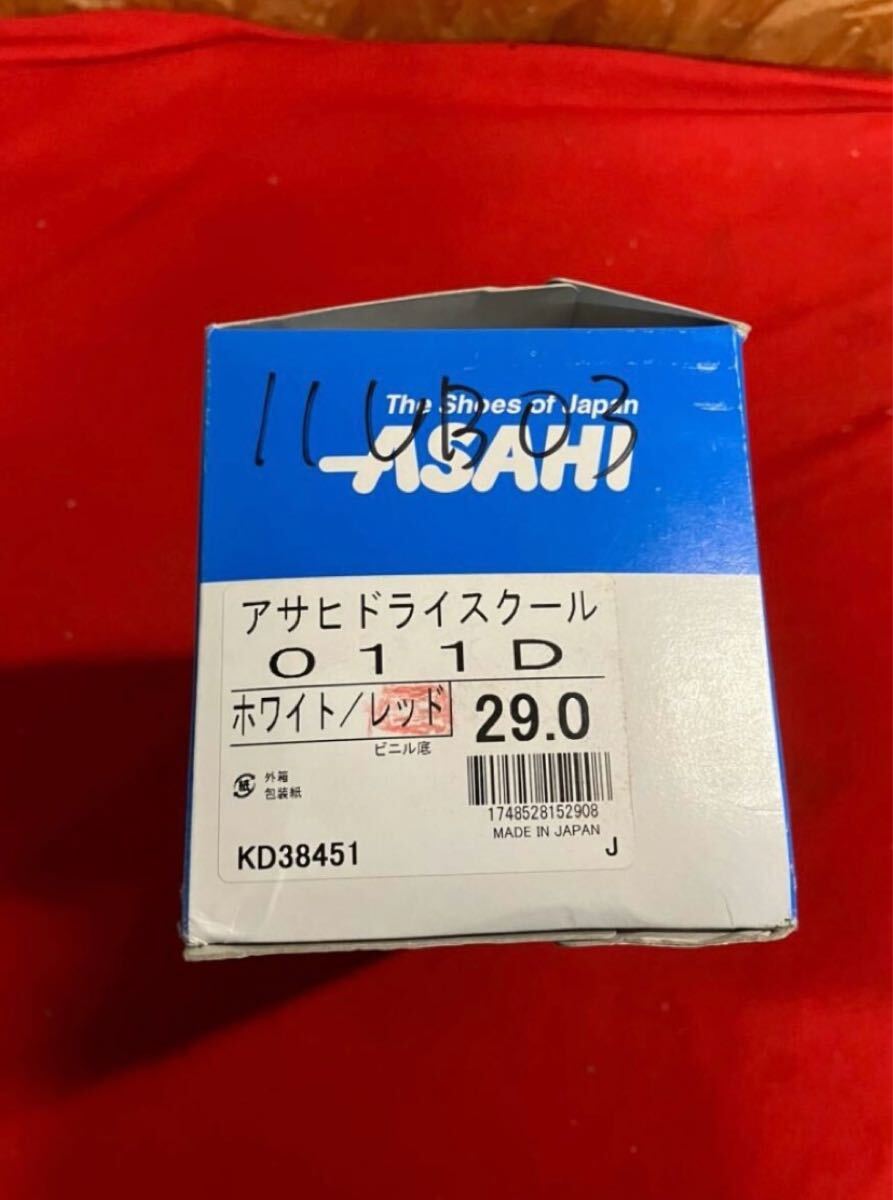 11UB03
The Shoes of Japan
ASAHI
アサヒドライスクール
011D
ホワイト/レッド
29.0
ビニル底
紙
外箱
包装紙
1748528152908
MADE IN JAPAN
KD38451
J